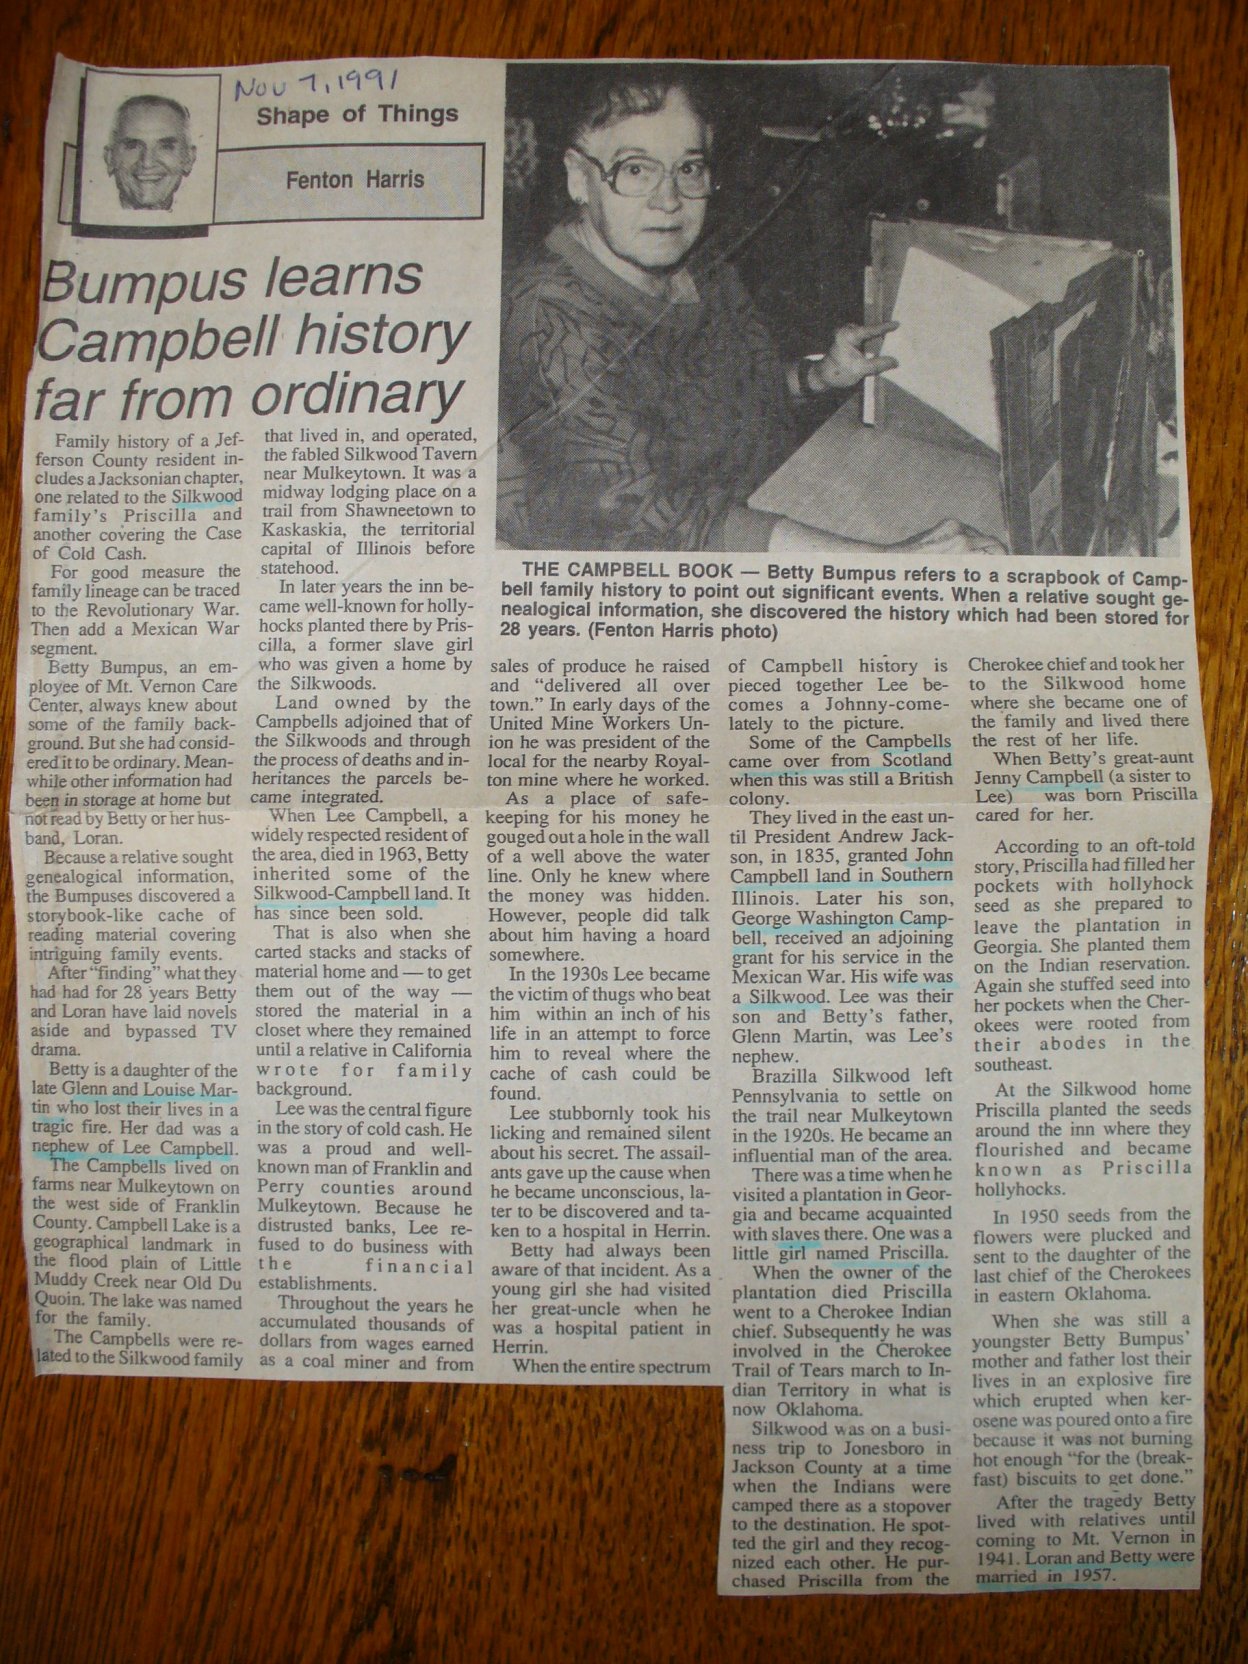 Nov 7, 1991
Shape of Things
Fenton Harris
Bumpus learns
Campbell history
far from ordinary
Family history of a Jef-
ferson County resident in-
cludes a Jacksonian chapter,
one related to the Silkwood
family's Priscilla and
another covering the Case
of Cold Cash.
For good measure the
family lineage can be traced
to the Revolutionary War.
Then add a Mexican War
segment.
Betty Bumpus, an em-
ployee of Mt. Vernon Care
Center, always knew about
some of the family back-
ground. But she had consid-
ered it to be ordinary. Mean-
while other information had
been in storage at home but
not read by Betty or her hus-
band, Loran.
Because a relative sought
genealogical information,
the Bumpuses discovered a
storybook-like cache of
reading material covering
intriguing family events.
After "finding" what they
had had for 28 years Betty
and Loran have laid novels
aside and bypassed TV
drama.
Betty is a daughter of the
late Glenn and Louise Mar-
tin who lost their lives in a
tragic fire. Her dad was a
nephew of Lee Campbell.
The Campbells lived on
farms near Mulkeytown on
the west side of Franklin
County. Campbell Lake is a
geographical landmark in
the flood plain of Little
Muddy Creek near Old Du
Quoin. The lake was named
for the family.
The Campbells were re-
lated to the Silkwood family
that lived in, and operated,
the fabled Silkwood Tavern
near Mulkeytown. It was a
midway lodging place on a
trail from Shawneetown to
Kaskaskia, the territorial
capital of Illinois before
statehood.
In later years the inn be-
came well-known for holly-
hocks planted there by Pris-
cilla, a former slave girl
who was given a home by
the Silkwoods.
Land owned by the
Campbells adjoined that of
the Silkwoods and through
the process of deaths and in-
heritances the parcels be-
came integrated.
When Lee Campbell, a
widely respected resident of
the area, died in 1963, Betty
inherited some of the
Silkwood-Campbell land. It
has since been sold.
That is also when she
carted stacks and stacks of
material home and — to get
them out of the way —
stored the material in a
closet where they remained
until a relative in California
wrote for family
background.
Lee was the central figure
in the story of cold cash. He
was a proud and well-
known man of Franklin and
Perry counties around
Mulkeytown. Because he
distrusted banks, Lee re-
fused to do business with
the financial
establishments.
Throughout the years he
accumulated thousands of
dollars from wages earned
as a coal miner and from
THE CAMPBELL BOOK — Betty Bumpus refers to a scrapbook of Camp-
bell family history to point out significant events. When a relative sought ge-
nealogical information, she discovered the history which had been stored for
28 years. (Fenton Harris photo)
sales of produce he raised
and "delivered all over
town." In early days of the
United Mine Workers Un-
ion he was president of the
local for the nearby Royal-
ton mine where he worked.
As a place of safe-
keeping for his money he
gouged out a hole in the wall
of a well above the water
line. Only he knew where
the money was hidden.
However, people did talk
about him having a hoard
somewhere.
In the 1930s Lee became
the victim of thugs who beat
him within an inch of his
life in an attempt to force
him to reveal where the
cache of cash could be
found.
Lee stubbornly took his
licking and remained silent
about his secret. The assail-
ants gave up the cause when
he became unconscious, la-
ter to be discovered and ta-
ken to a hospital in Herrin.
Betty had always been
aware of that incident. As a
young girl she had visited
her great-uncle when he
was a hospital patient in
Herrin.
When the entire spectrum
of Campbell history is
pieced together Lee be-
comes a Johnny-come-
lately to the picture.
Some of the Campbells
came over from Scotland
when this was still a British
colony.
They lived in the east un-
til President Andrew Jack-
son, in 1835, granted John
Campbell land in Southern
Illinois. Later his son,
George Washington Camp-
bell, received an adjoining
grant for his service in the
Mexican War. His wife was
a Silkwood. Lee was their
son and Betty's father,
Glenn Martin, was Lee's
nephew.
Brazilla Silkwood left
Pennsylvania to settle on
the trail near Mulkeytown
in the 1920s. He became an
influential man of the area.
There was a time when he
visited a plantation in Geor-
gia and became acquainted
with slaves there. One was a
little girl named Priscilla.
When the owner of the
plantation died Priscilla
went to a Cherokee Indian
chief. Subsequently he was
involved in the Cherokee
Trail of Tears march to In-
dian Territory in what is
now Oklahoma.
Silkwood was on a busi-
ness trip to Jonesboro in
Jackson County at a time
when the Indians were
camped there as a stopover
to the destination. He spot-
ted the girl and they recog-
nized each other. He pur-
chased Priscilla from the
Cherokee chief and took her
to the Silkwood home
where she became one of
the family and lived there
the rest of her life.
When Betty's great-aunt
Jenny Campbell (a sister to
Lee) was born Priscilla
cared for her.
According to an oft-told
story, Priscilla had filled her
pockets with hollyhock
seed as she prepared to
leave the plantation in
Georgia. She planted them
on the Indian reservation.
Again she stuffed seed into
her pockets when the Cher-
okees were rooted from
their abodes in the
southeast.
At the Silkwood home
Priscilla planted the seeds
around the inn where they
flourished and became
known as Priscilla
hollyhocks.
In 1950 seeds from the
flowers were plucked and
sent to the daughter of the
last chief of the Cherokees
in eastern Oklahoma.
When she was still a
youngster Betty Bumpus'
mother and father lost their
lives in an explosive fire
which erupted when ker-
osene was poured onto a fire
because it was not burning
hot enough "for the (break-
fast) biscuits to get done."
After the tragedy Betty
lived with relatives until
coming to Mt. Vernon in
1941. Loran and Betty were
married in 1957.